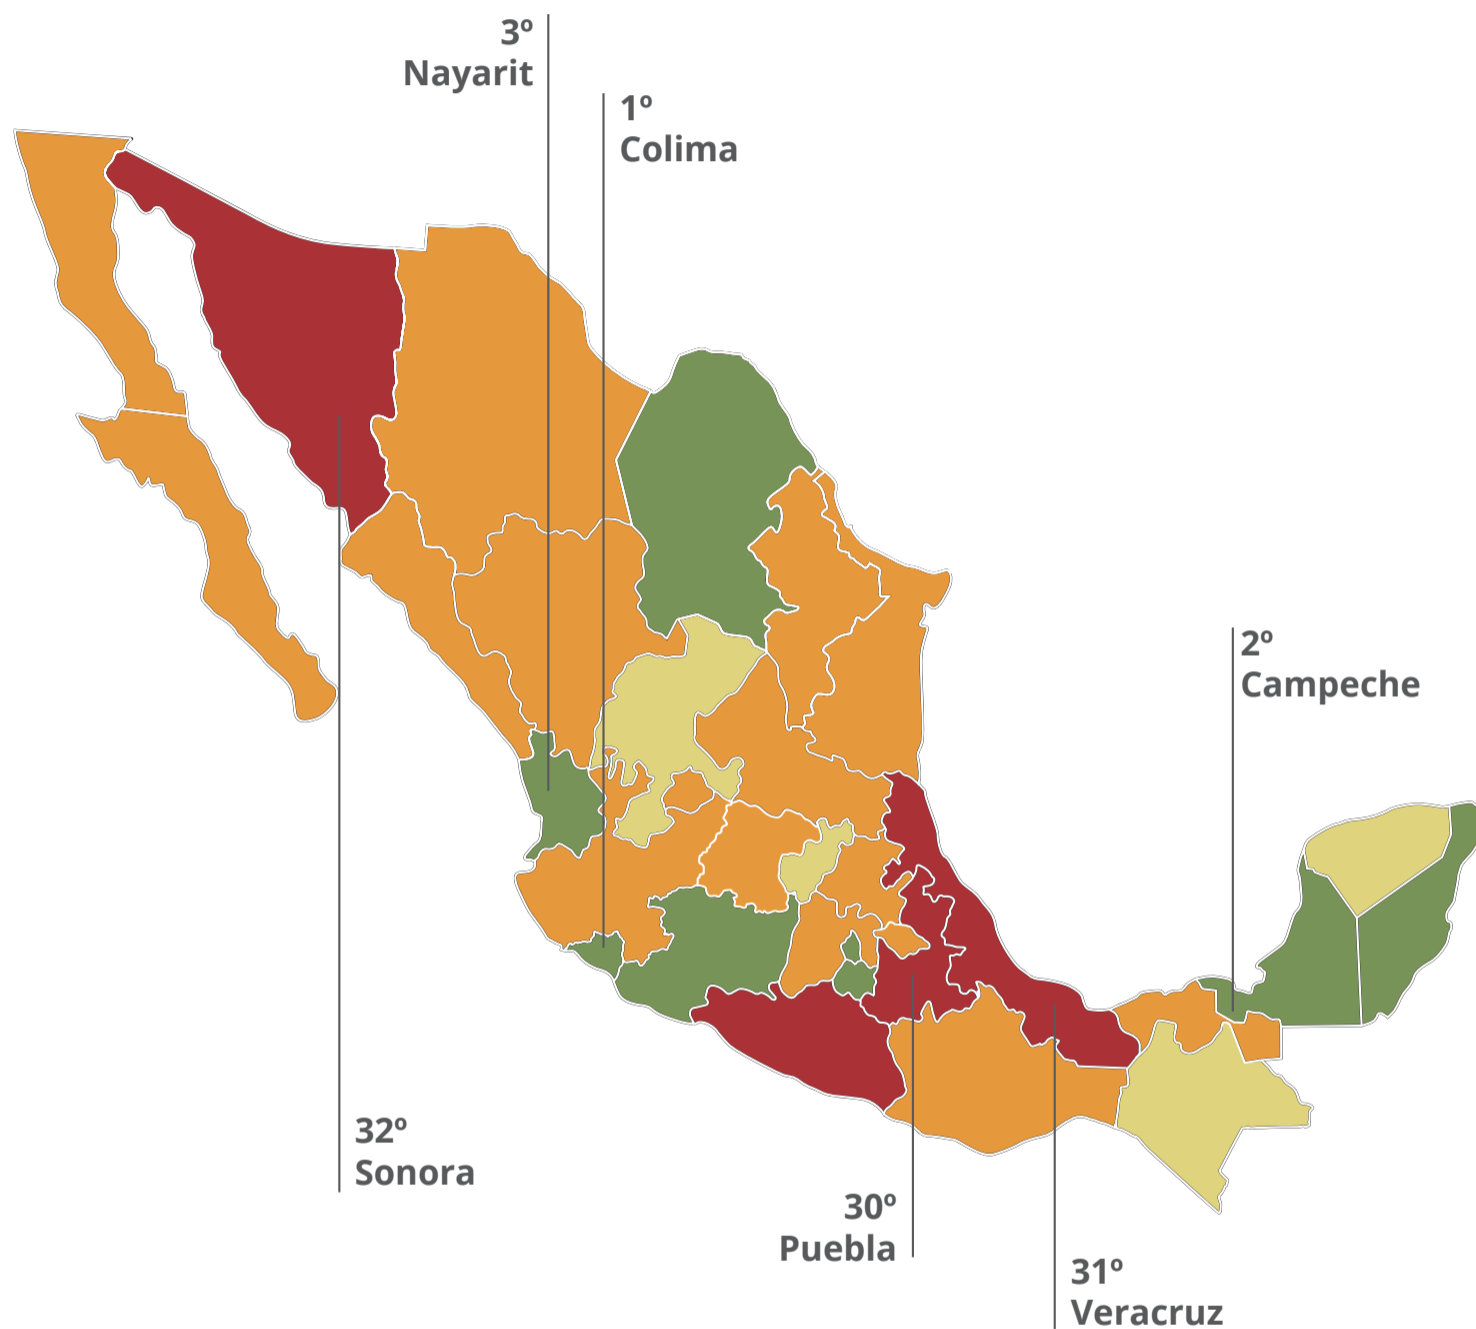 3º
Nayarit
1º
Colima
2º
Campeche
32º
Sonora
30º
Puebla
31º
Veracruz